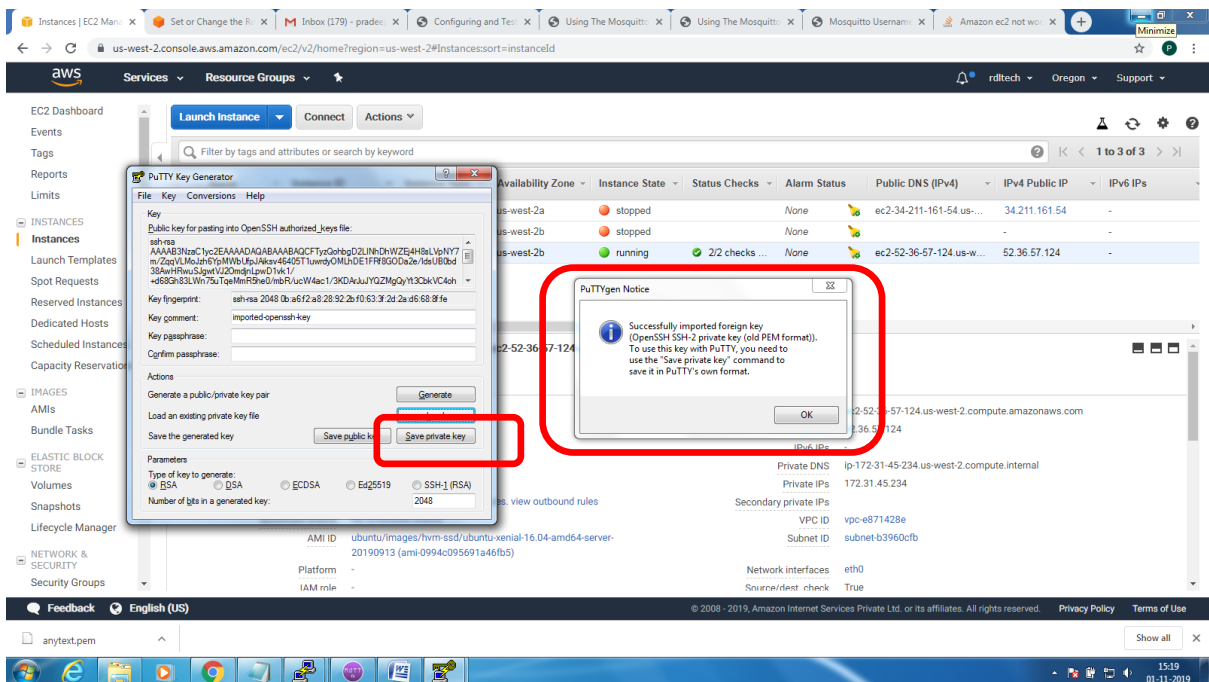 Instances | EC2 Mana
Set or Change the Ro
Inbox (179) - pradee
Configuring and Test
Using The Mosquitto
Using The Mosquitto
Mosquitto Username
Amazon ec2 not wor
Minimize
us-west-2.console.aws.amazon.com/ec2/v2/home?region=us-west-2#Instances:sort=instanceId
P
aws
Services
Resource Groups
rdltech
Oregon
Support
EC2 Dashboard
Events
Tags
Reports
Limits
INSTANCES
Instances
Launch Templates
Spot Requests
Reserved Instances
Dedicated Hosts
Scheduled Instances
Capacity Reservation
IMAGES
AMIs
Bundle Tasks
ELASTIC BLOCK
STORE
Volumes
Snapshots
Lifecycle Manager
NETWORK &
SECURITY
Security Groups
Launch Instance
Connect
Actions
Filter by tags and attributes or search by keyword
1 to 3 of 3
Availability Zone
Instance State
Status Checks
Alarm Status
Public DNS (IPv4)
IPv4 Public IP
IPv6 IPs
us-west-2a stopped None ec2-34-211-161-54.us-... 34.211.161.54 -
us-west-2b stopped None - -
us-west-2b running 2/2 checks ... None ec2-52-36-57-124.us-w... 52.36.57.124 -
PuTTY Key Generator
File Key Conversions Help
Key
Public key for pasting into OpenSSH authorized_keys file:
ssh-rsa
Key fingerprint: ssh-rsa 2048 0b:a6:f2:a8:28:92:2b:f0:63:3f:2d:2a:d6:68:8f:fe
Key comment: imported-openssh-key
Key passphrase:
Confirm passphrase:
Actions
Generate a public/private key pair
Generate
Load an existing private key file
Save the generated key
Save public k
Save private key
Parameters
Type of key to generate:
RSA DSA ECDSA Ed25519 SSH-1 (RSA)
Number of bits in a generated key: 2048
PuTTYgen Notice
Successfully imported foreign key
(OpenSSH SSH-2 private key (old PEM format)).
To use this key with PuTTY, you need to
use the "Save private key" command to
save it in PuTTY's own format.
OK
c2-52-36-57-124
c2-52-36-57-124.us-west-2.compute.amazonaws.com
2.36.57.124
IPv6 IPs -
Private DNS ip-172-31-45-234.us-west-2.compute.internal
Private IPs 172.31.45.234
es. view outbound rules
Secondary private IPs
VPC ID vpc-e871428e
AMI ID ubuntu/images/hvm-ssd/ubuntu-xenial-16.04-amd64-server-
20190913 (ami-0994c095691a46fb5)
Subnet ID subnet-b3960cfb
Platform -
Network interfaces eth0
IAM role -
Source/dest. check True
Feedback
English (US)
© 2008 - 2019, Amazon Internet Services Private Ltd. or its affiliates. All rights reserved.
Privacy Policy
Terms of Use
anytext.pem
Show all
15:19
01-11-2019